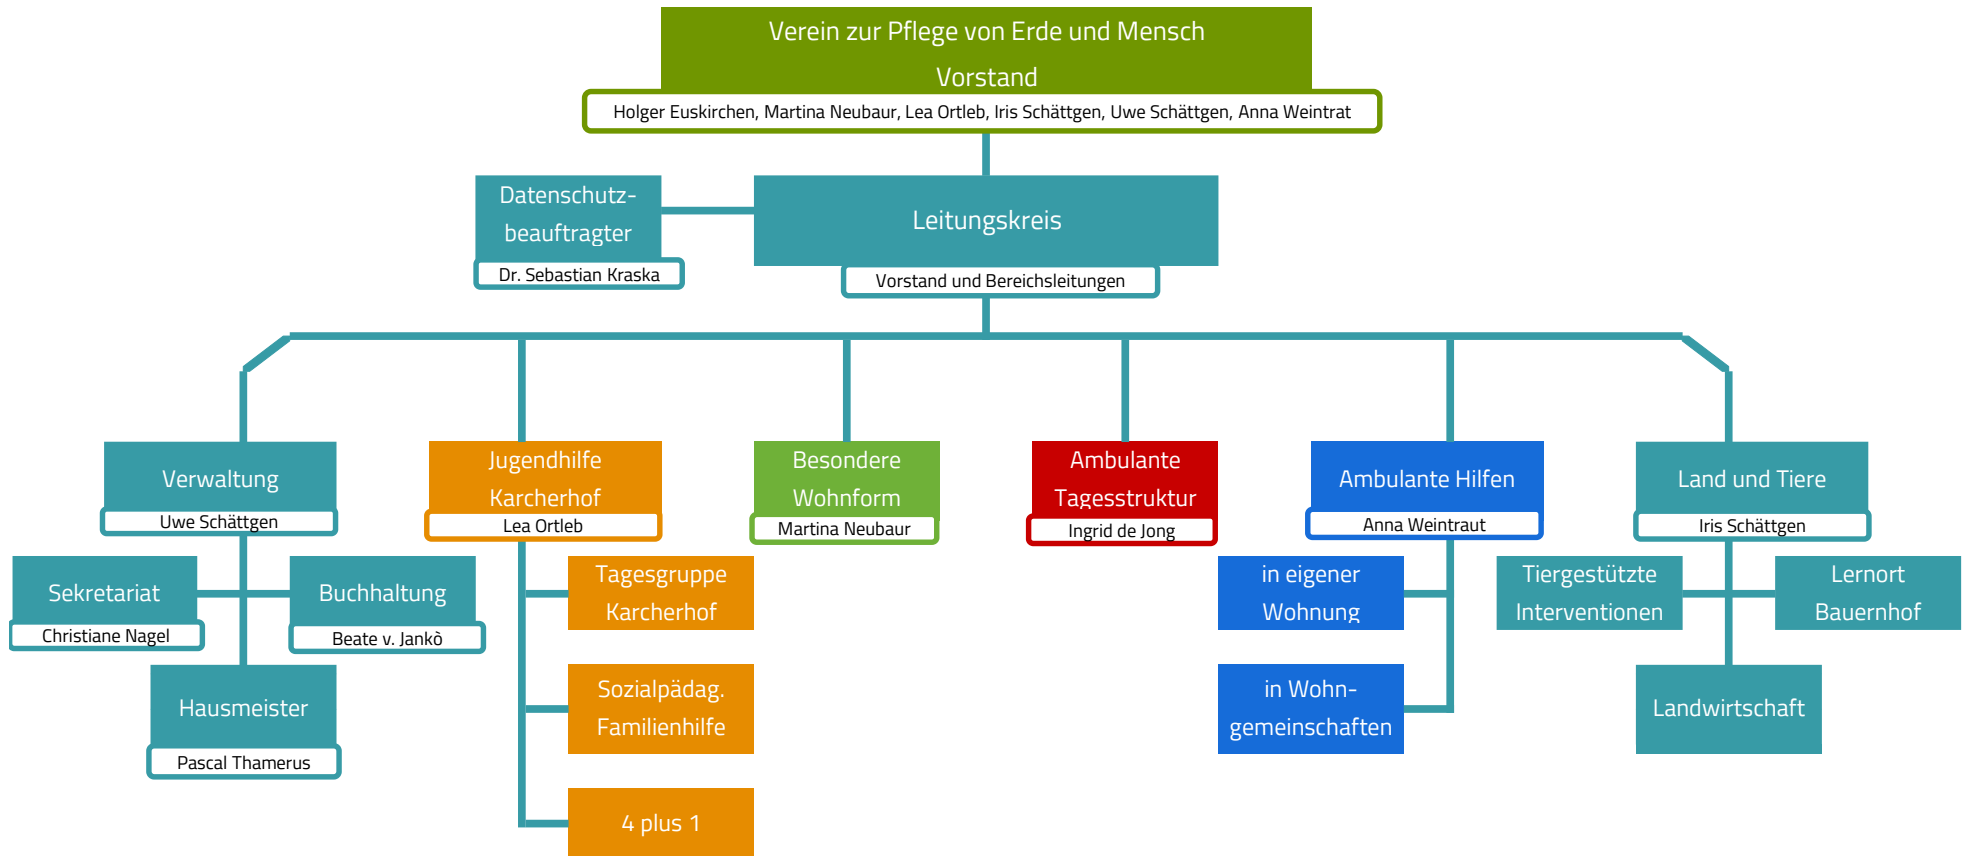 Verein zur Pflege von Erde und Mensch
Vorstand
Holger Euskirchen, Martina Neubaur, Lea Ortleb, Iris Schättgen, Uwe Schättgen, Anna Weintrat
Datenschutz-
beauftragter
Dr. Sebastian Kraska
Leitungskreis
Vorstand und Bereichsleitungen
Verwaltung
Uwe Schättgen
Jugendhilfe
Karcherhof
Lea Ortleb
Besondere
Wohnform
Martina Neubaur
Ambulante
Tagesstruktur
Ingrid de Jong
Ambulante Hilfen
Anna Weintraut
Land und Tiere
Iris Schättgen
Sekretariat
Christiane Nagel
Buchhaltung
Beate v. Jankò
Hausmeister
Pascal Thamerus
Tagesgruppe
Karcherhof
Sozialpädag.
Familienhilfe
4 plus 1
in eigener
Wohnung
in Wohn-
gemeinschaften
Tiergestützte
Interventionen
Lernort
Bauernhof
Landwirtschaft